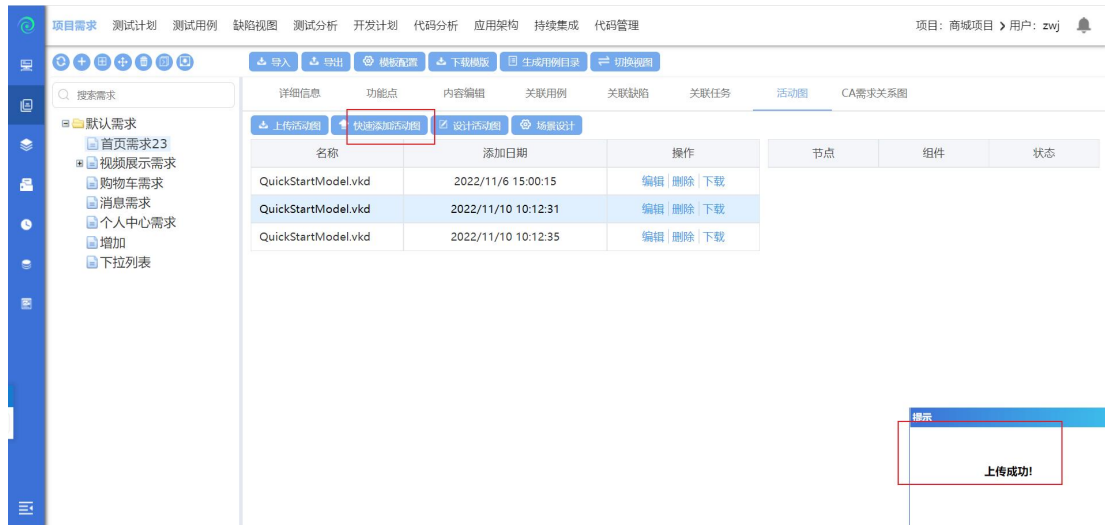 项目需求 测试计划 测试用例 缺陷视图 测试分析 开发计划 代码分析 应用架构 持续集成 代码管理 项目：商城项目 > 用户：zwj
导入 导出 模板配置 下载模版 生成用例目录 切换视图
搜索需求
详细信息 功能点 内容编辑 关联用例 关联缺陷 关联任务 活动图 CA需求关系图
默认需求
首页需求23
视频展示需求
购物车需求
消息需求
个人中心需求
增加
下拉列表
上传活动图 快速添加活动图 设计活动图 场景设计
名称 添加日期 操作 节点 组件 状态
QuickStartModel.vkd 2022/11/6 15:00:15 编辑 删除 下载
QuickStartModel.vkd 2022/11/10 10:12:31 编辑 删除 下载
QuickStartModel.vkd 2022/11/10 10:12:35 编辑 删除 下载
提示
上传成功!